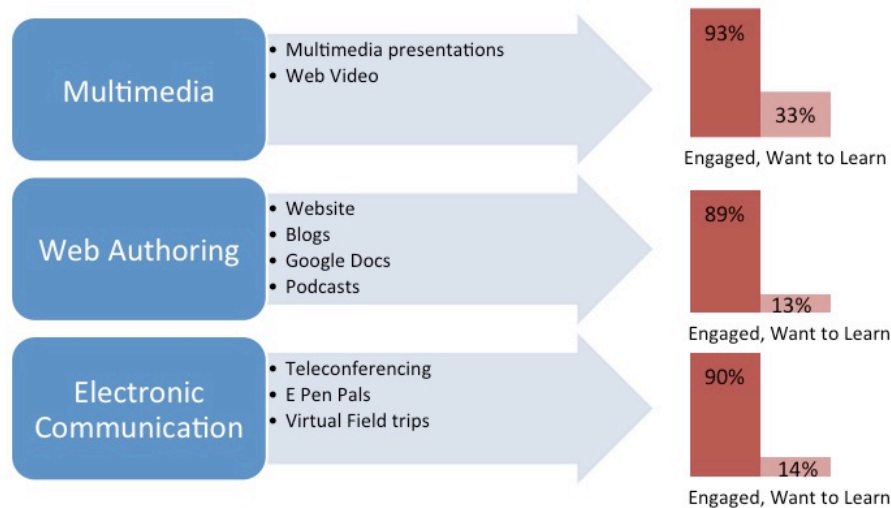 Multimedia
• Multimedia presentations
• Web Video
93%
33%
Engaged, Want to Learn
Web Authoring
• Website
• Blogs
• Google Docs
• Podcasts
89%
13%
Engaged, Want to Learn
Electronic
Communication
• Teleconferencing
• E Pen Pals
• Virtual Field trips
90%
14%
Engaged, Want to Learn